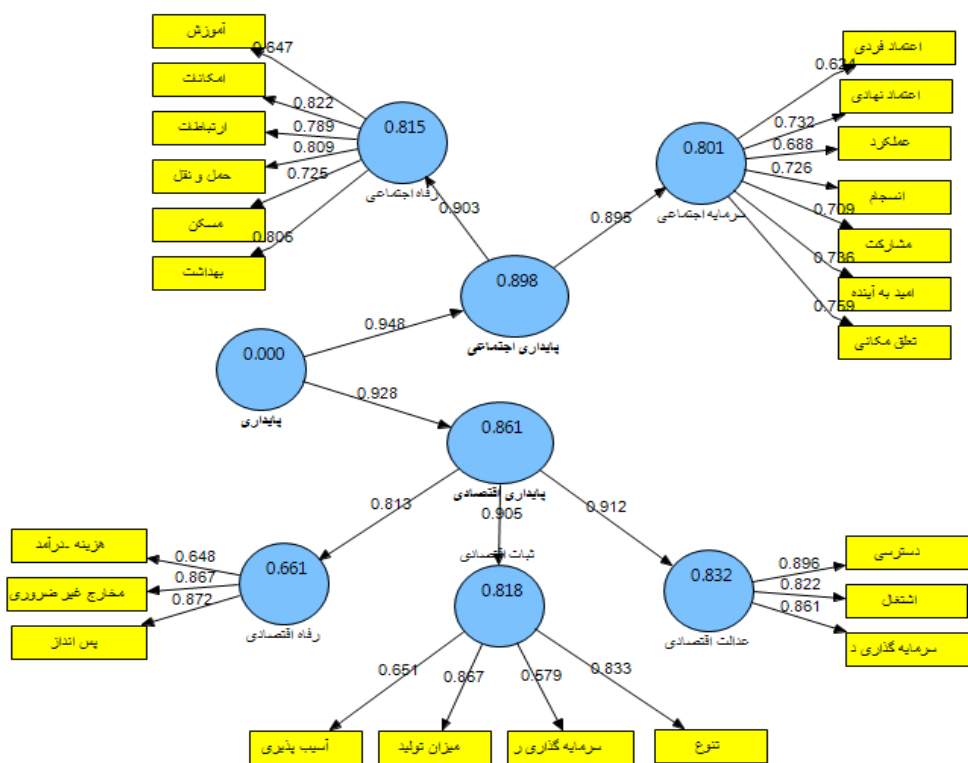 آموزش
0.647
امکانات
0.822
ارتباطات
0.789
حمل و نقل
0.809
مسکن
0.725
بهداشت
0.806
0.815
رفاه اجتماعی
0.903
اعتماد فردی
0.624
اعتماد نهادی
0.732
عملکرد
0.688
انسجام
0.726
مشارکت
0.709
امید به آینده
0.736
تعلق مکانی
0.759
0.801
سرمایه اجتماعی
0.895
0.898
پایداری اجتماعی
0.948
0.000
پایداری
0.928
0.861
پایداری اقتصادی
0.813
0.905
0.912
هزینه -درآمد
0.648
مخارج غیر ضروری
0.867
پس انداز
0.872
0.661
رفاه اقتصادی
ثبات اقتصادی
0.818
0.651
0.867
0.579
0.833
آسیب پذیری
میزان تولید
سرمایه گذاری ر
تنوع
0.832
عدالت اقتصادی
دسترسی
0.896
اشتغال
0.822
سرمایه گذاری د
0.861